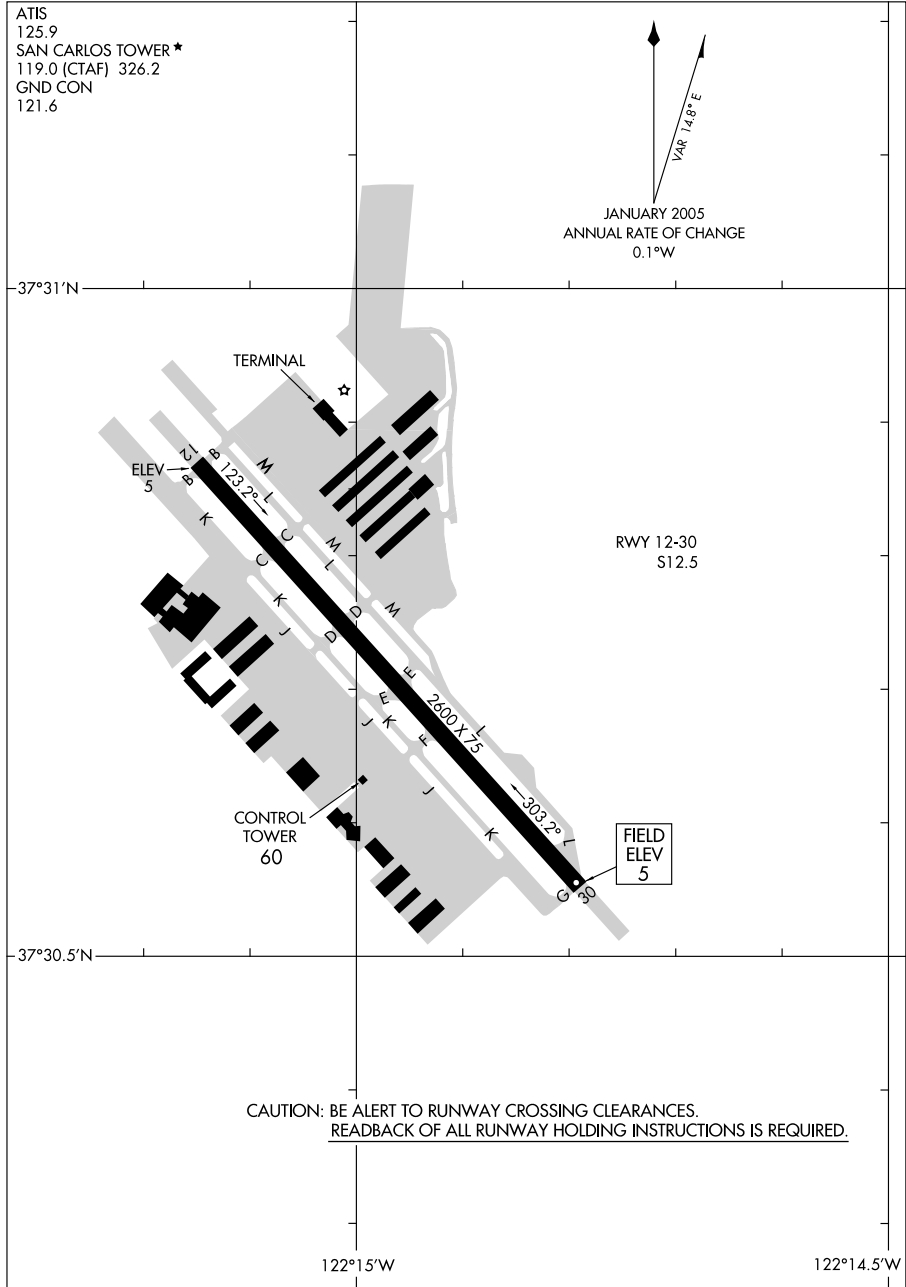 ATIS
125.9
SAN CARLOS TOWER★
119.0 (CTAF) 326.2
GND CON
121.6
VAR 14.8° E
JANUARY 2005
ANNUAL RATE OF CHANGE
0.1°W
37°31'N
TERMINAL
ELEV
5
12
B
B
123.2°
M
L
K
C
C
M
L
RWY 12-30
S12.5
K
J
D
D
M
E
E
J
K
F
2600 X 75
L
J
K
303.2°
L
CONTROL
TOWER
60
FIELD
ELEV
5
G
30
37°30.5'N
CAUTION: BE ALERT TO RUNWAY CROSSING CLEARANCES.
READBACK OF ALL RUNWAY HOLDING INSTRUCTIONS IS REQUIRED.
122°15'W
122°14.5'W